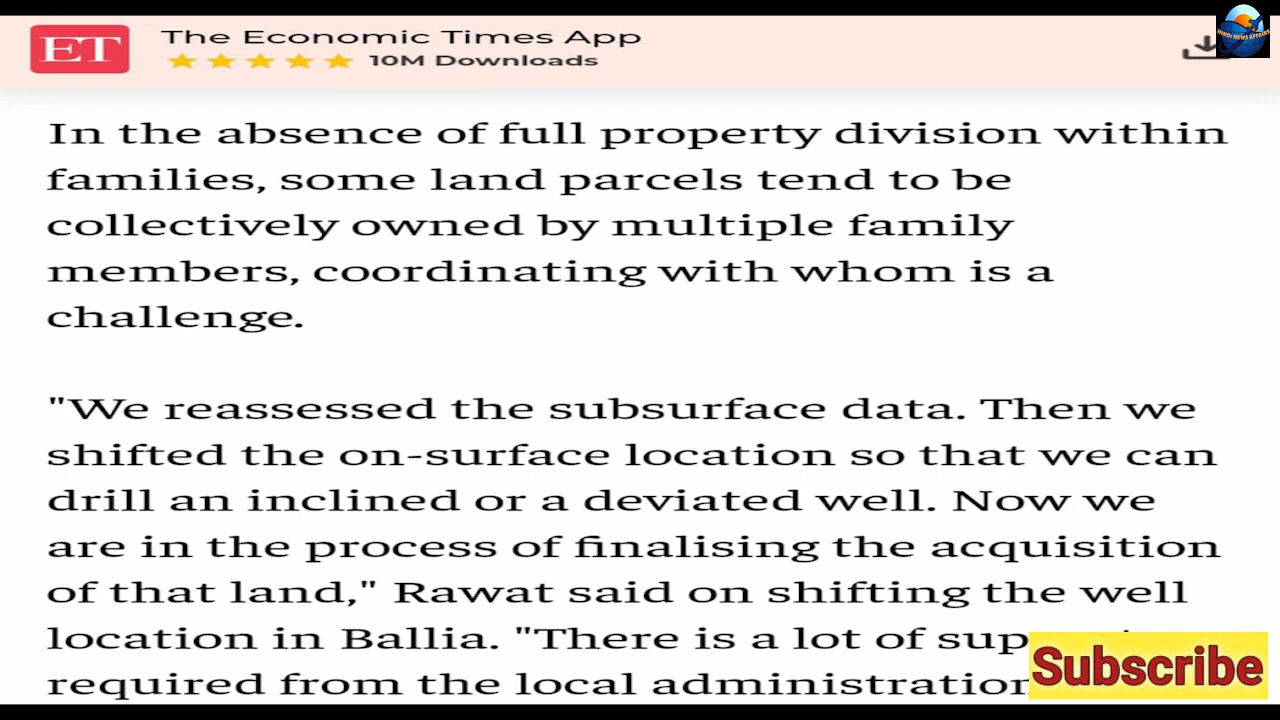 ET
The Economic Times App
10M Downloads
HINDI NEWS AFFAIRS
In the absence of full property division within
families, some land parcels tend to be
collectively owned by multiple family
members, coordinating with whom is a
challenge.
"We reassessed the subsurface data. Then we
shifted the on-surface location so that we can
drill an inclined or a deviated well. Now we
are in the process of finalising the acquisition
of that land," Rawat said on shifting the well
location in Ballia. "There is a lot of
required from the local administration
Subscribe